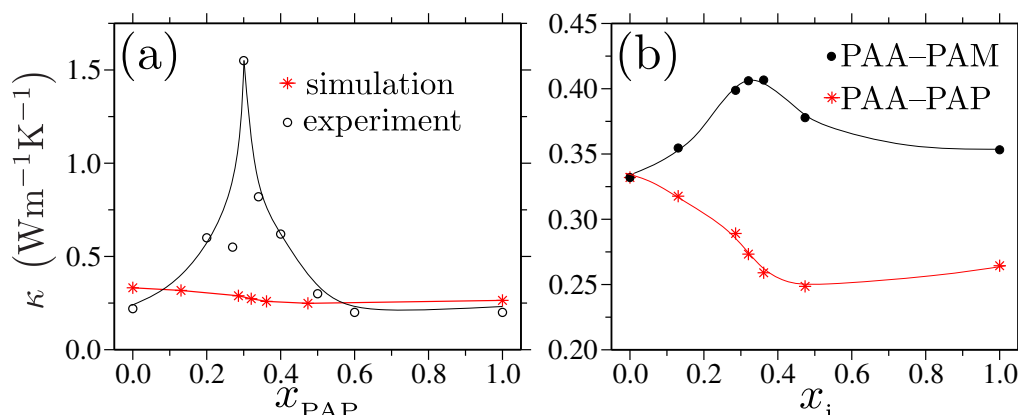 (a)
simulation
experiment
κ (Wm⁻¹K⁻¹)
1.5
1.0
0.5
0.0
0.0 0.2 0.4 0.6 0.8 1.0
x_PAP
(b)
PAA–PAM
PAA–PAP
0.45
0.40
0.35
0.30
0.25
0.20
0.0 0.2 0.4 0.6 0.8 1.0
x_i